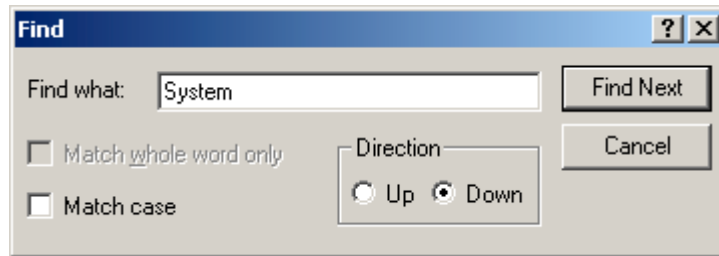 Find
Find what: System Find Next
Match whole word only Direction Cancel
Match case Up Down